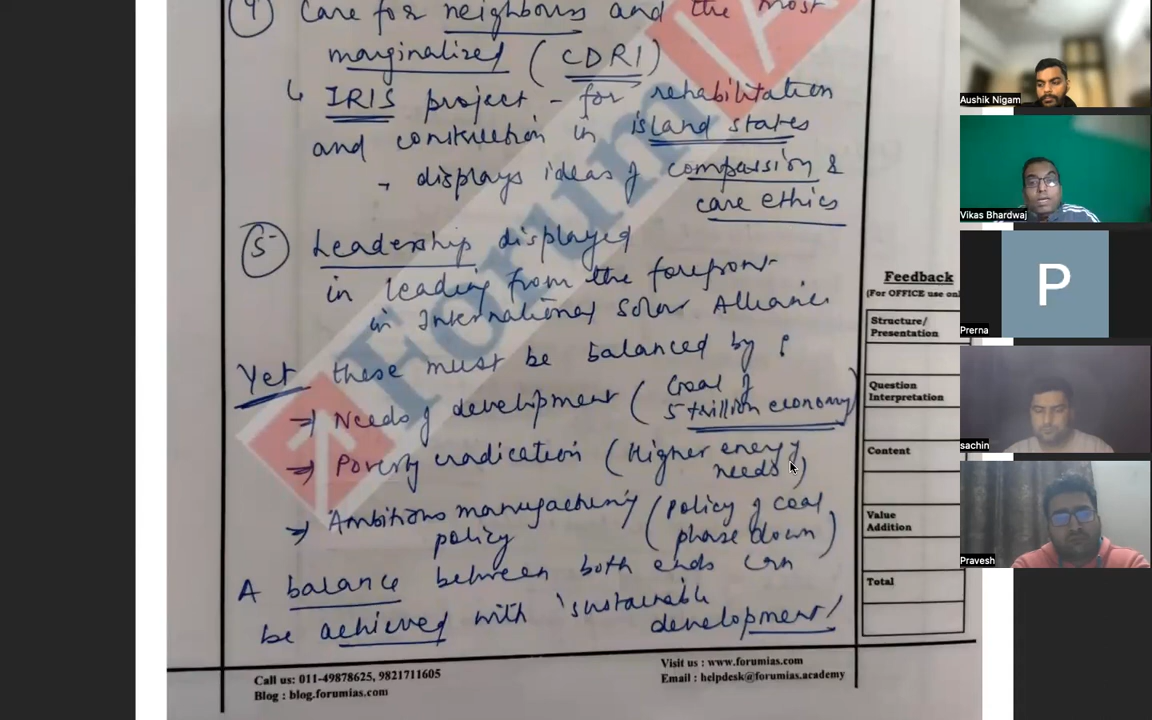 4 Care for neighbours and the most
marginalized (CDRI)
↳ IRIS project - for rehabilitation
and construction in island states
→ displays ideas of compassion &
care ethics
5 Leadership displayed
in leading from the forefront
in International Solar Alliance
Yet these must be balanced by :
⇒ Needs of development (Goal of
5 trillion economy)
⇒ Poverty eradication (Higher energy
needs)
⇒ Ambitious manufacturing (policy of coal
policy phase down)
A balance between both ends can
be achieved with 'sustainable
development'
ForumIAS
Call us: 011-49878625, 9821711605
Blog : blog.forumias.com
Visit us : www.forumias.com
Email : helpdesk@forumias.academy
Feedback
(For OFFICE use onl
Structure/
Presentation
Question
Interpretation
Content
Value
Addition
Total
Aushik Nigam
Vikas Bhardwaj
P
Prerna
sachin
Pravesh